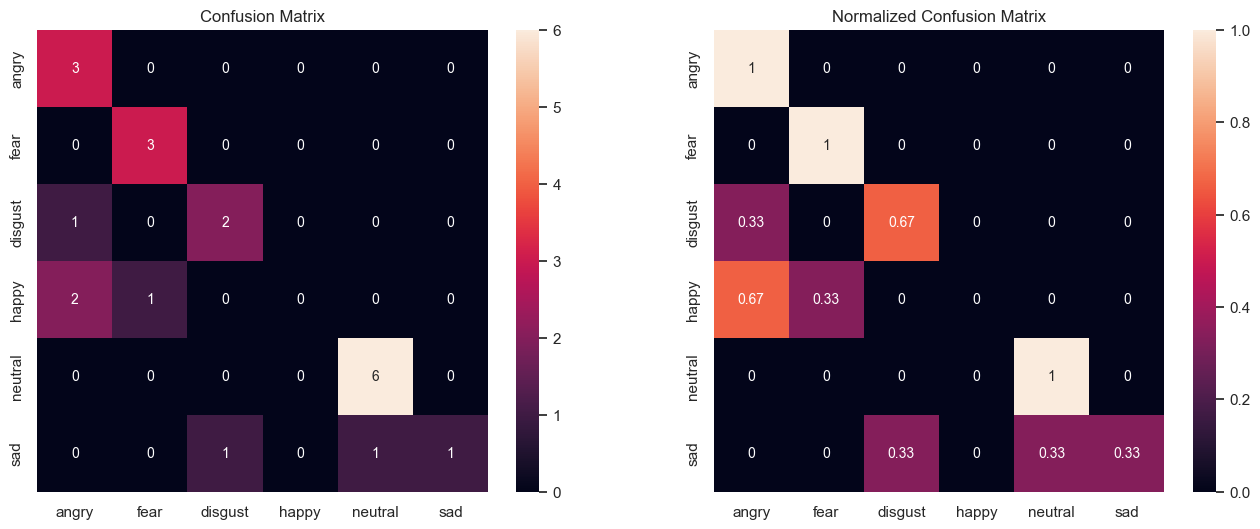 Confusion Matrix
angry 3 0 0 0 0 0
fear 0 3 0 0 0 0
disgust 1 0 2 0 0 0
happy 2 1 0 0 0 0
neutral 0 0 0 0 6 0
sad 0 0 1 0 1 1
angry fear disgust happy neutral sad
6
5
4
3
2
1
0
Normalized Confusion Matrix
angry 1 0 0 0 0 0
fear 0 1 0 0 0 0
disgust 0.33 0 0.67 0 0 0
happy 0.67 0.33 0 0 0 0
neutral 0 0 0 0 1 0
sad 0 0 0.33 0 0.33 0.33
angry fear disgust happy neutral sad
1.0
0.8
0.6
0.4
0.2
0.0